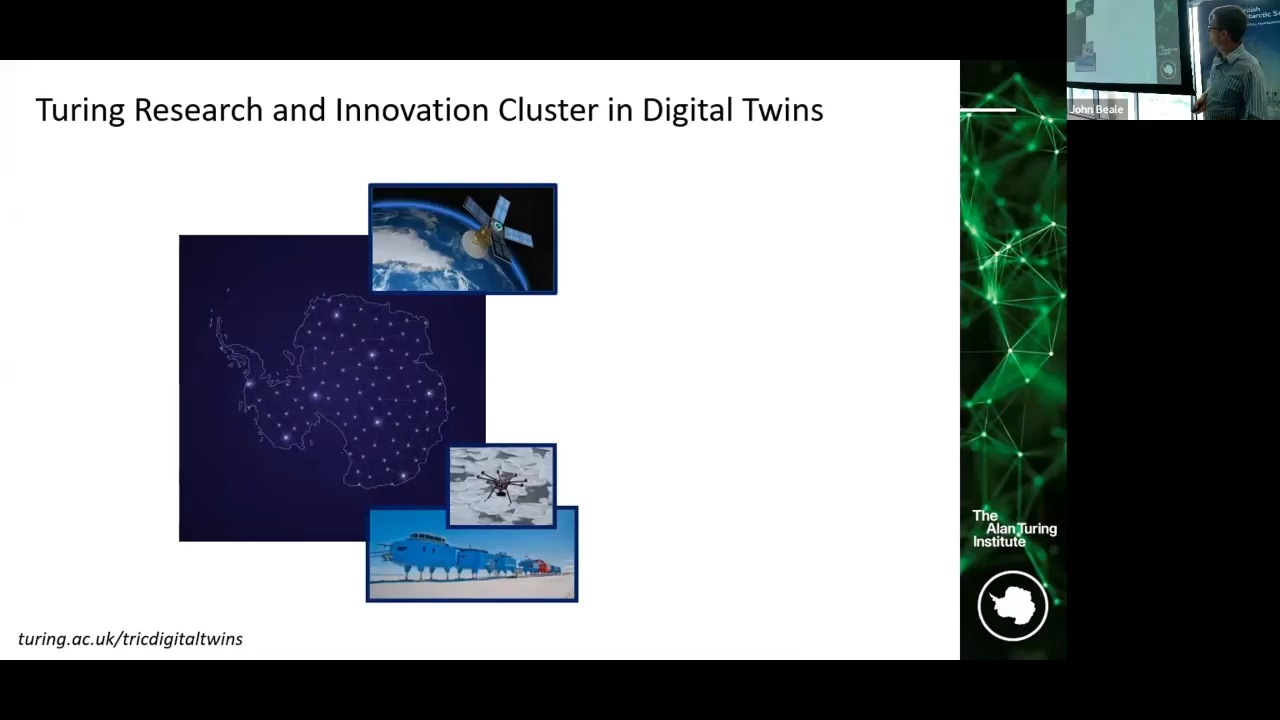 Turing Research and Innovation Cluster in Digital Twins
John Beale
The
Alan Turing
Institute
turing.ac.uk/tricdigitaltwins